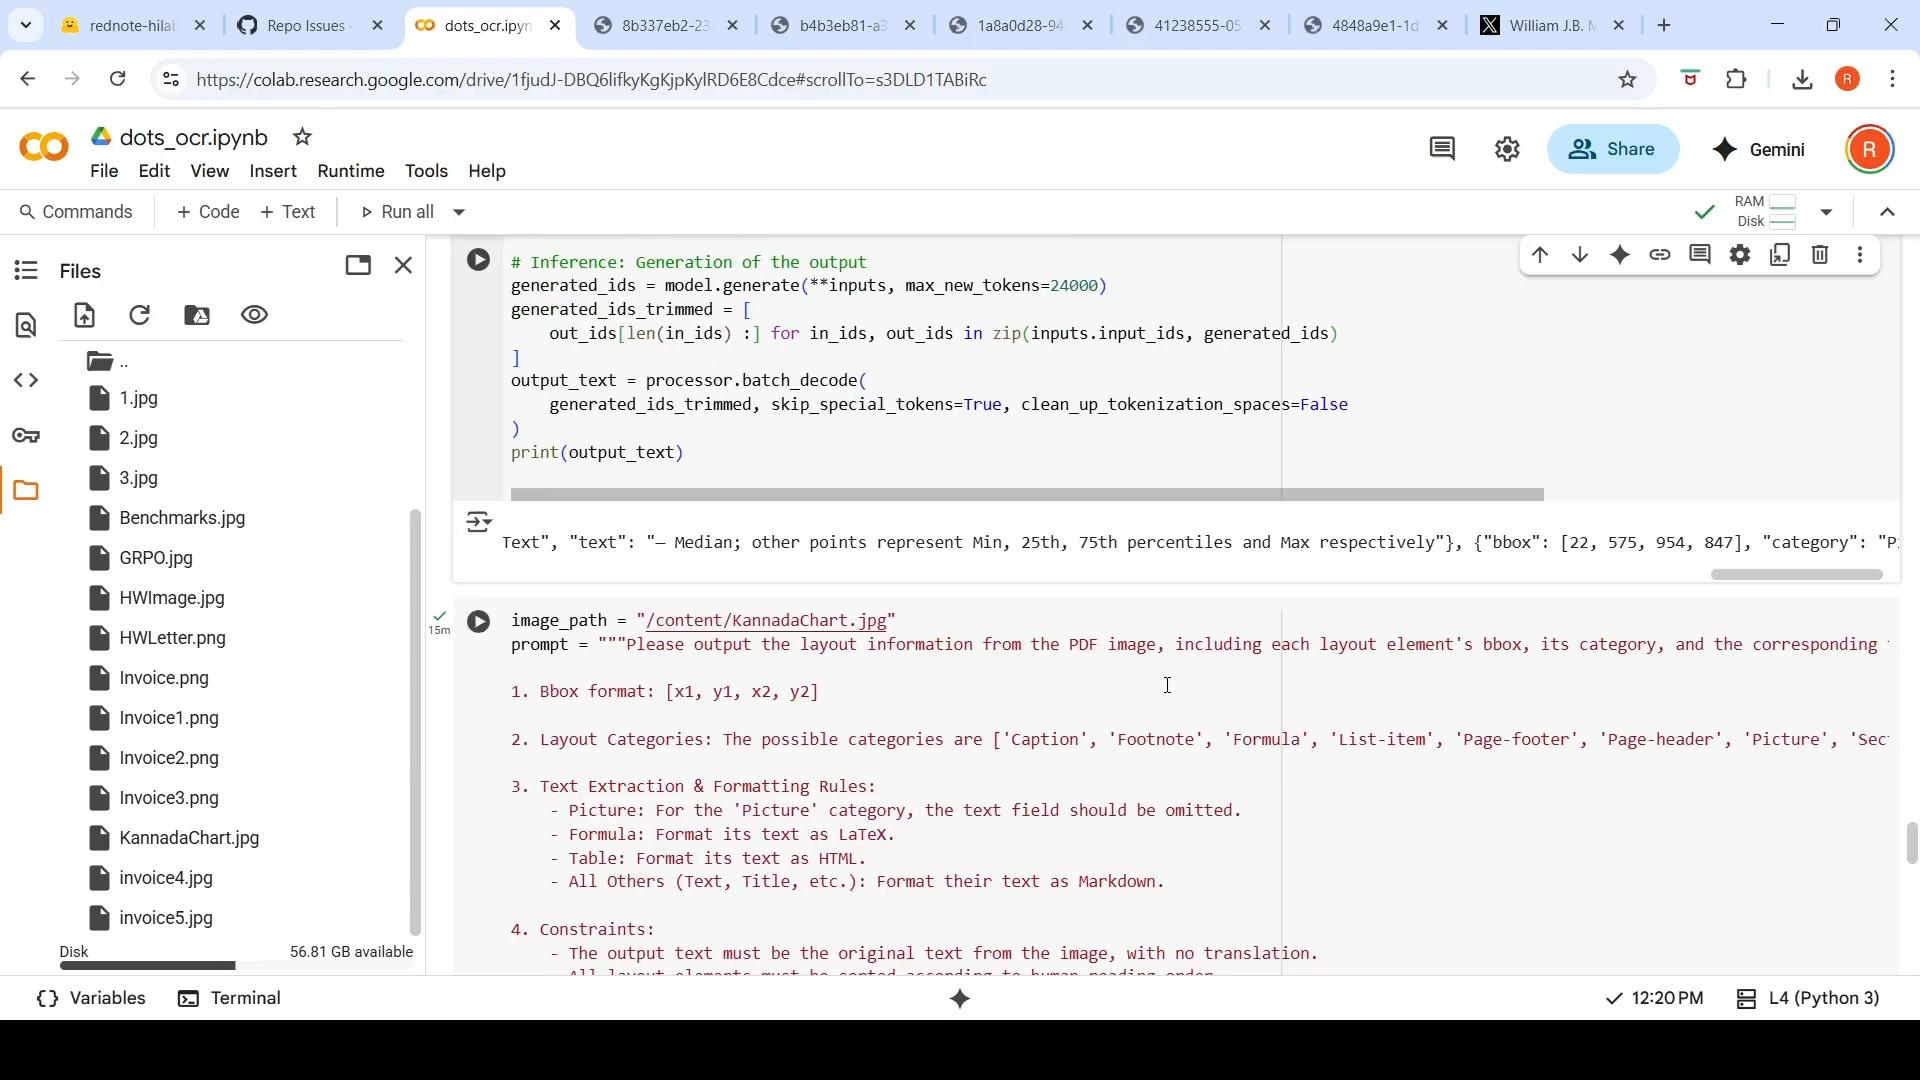 rednote-hilab
Repo Issues
dots_ocr.ipyn
8b337eb2-23
b4b3eb81-a3
1a8a0d28-94
41238555-05
4848a9e1-1d
William J.B. M
https://colab.research.google.com/drive/1fjudJ-DBQ6lifkyKgKjpKylRD6E8Cdce#scrollTo=s3DLD1TABiRc
R
dots_ocr.ipynb
File Edit View Insert Runtime Tools Help
Share
Gemini
R
Commands + Code + Text Run all
RAM
Disk
Files
..
1.jpg
2.jpg
3.jpg
Benchmarks.jpg
GRPO.jpg
HWImage.jpg
HWLetter.png
Invoice.png
Invoice1.png
Invoice2.png
Invoice3.png
KannadaChart.jpg
invoice4.jpg
invoice5.jpg
Disk 56.81 GB available
# Inference: Generation of the output
generated_ids = model.generate(**inputs, max_new_tokens=24000)
generated_ids_trimmed = [
out_ids[len(in_ids) :] for in_ids, out_ids in zip(inputs.input_ids, generated_ids)
]
output_text = processor.batch_decode(
generated_ids_trimmed, skip_special_tokens=True, clean_up_tokenization_spaces=False
)
print(output_text)
Text", "text": "— Median; other points represent Min, 25th, 75th percentiles and Max respectively"}, {"bbox": [22, 575, 954, 847], "category": "P
15m
image_path = "/content/KannadaChart.jpg"
prompt = """Please output the layout information from the PDF image, including each layout element's bbox, its category, and the corresponding
1. Bbox format: [x1, y1, x2, y2]
2. Layout Categories: The possible categories are ['Caption', 'Footnote', 'Formula', 'List-item', 'Page-footer', 'Page-header', 'Picture', 'Sec
3. Text Extraction & Formatting Rules:
- Picture: For the 'Picture' category, the text field should be omitted.
- Formula: Format its text as LaTeX.
- Table: Format its text as HTML.
- All Others (Text, Title, etc.): Format their text as Markdown.
4. Constraints:
- The output text must be the original text from the image, with no translation.
- All layout elements must be sorted according to human reading order.
{} Variables
Terminal
12:20 PM
L4 (Python 3)